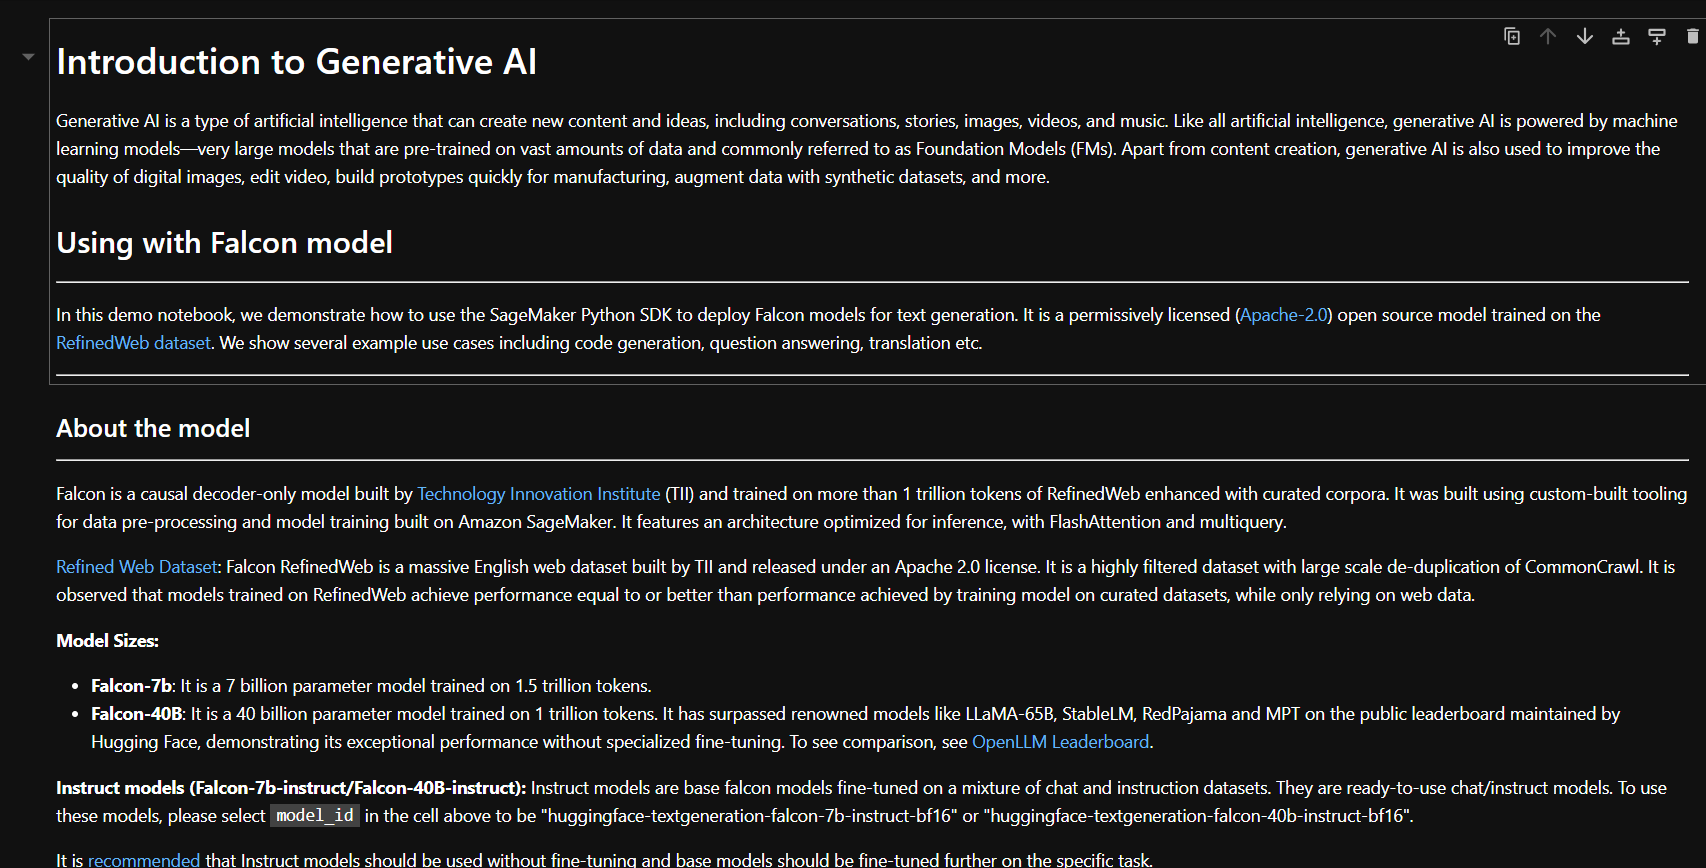 Introduction to Generative AI
Generative AI is a type of artificial intelligence that can create new content and ideas, including conversations, stories, images, videos, and music. Like all artificial intelligence, generative AI is powered by machine
learning models—very large models that are pre-trained on vast amounts of data and commonly referred to as Foundation Models (FMs). Apart from content creation, generative AI is also used to improve the
quality of digital images, edit video, build prototypes quickly for manufacturing, augment data with synthetic datasets, and more.
Using with Falcon model
In this demo notebook, we demonstrate how to use the SageMaker Python SDK to deploy Falcon models for text generation. It is a permissively licensed (Apache-2.0) open source model trained on the
RefinedWeb dataset. We show several example use cases including code generation, question answering, translation etc.
About the model
Falcon is a causal decoder-only model built by Technology Innovation Institute (TII) and trained on more than 1 trillion tokens of RefinedWeb enhanced with curated corpora. It was built using custom-built tooling
for data pre-processing and model training built on Amazon SageMaker. It features an architecture optimized for inference, with FlashAttention and multiquery.
Refined Web Dataset: Falcon RefinedWeb is a massive English web dataset built by TII and released under an Apache 2.0 license. It is a highly filtered dataset with large scale de-duplication of CommonCrawl. It is
observed that models trained on RefinedWeb achieve performance equal to or better than performance achieved by training model on curated datasets, while only relying on web data.
Model Sizes:
• Falcon-7b: It is a 7 billion parameter model trained on 1.5 trillion tokens.
• Falcon-40B: It is a 40 billion parameter model trained on 1 trillion tokens. It has surpassed renowned models like LLaMA-65B, StableLM, RedPajama and MPT on the public leaderboard maintained by
Hugging Face, demonstrating its exceptional performance without specialized fine-tuning. To see comparison, see OpenLLM Leaderboard.
Instruct models (Falcon-7b-instruct/Falcon-40B-instruct): Instruct models are base falcon models fine-tuned on a mixture of chat and instruction datasets. They are ready-to-use chat/instruct models. To use
these models, please select model_id in the cell above to be "huggingface-textgeneration-falcon-7b-instruct-bf16" or "huggingface-textgeneration-falcon-40b-instruct-bf16".
It is recommended that Instruct models should be used without fine-tuning and base models should be fine-tuned further on the specific task.